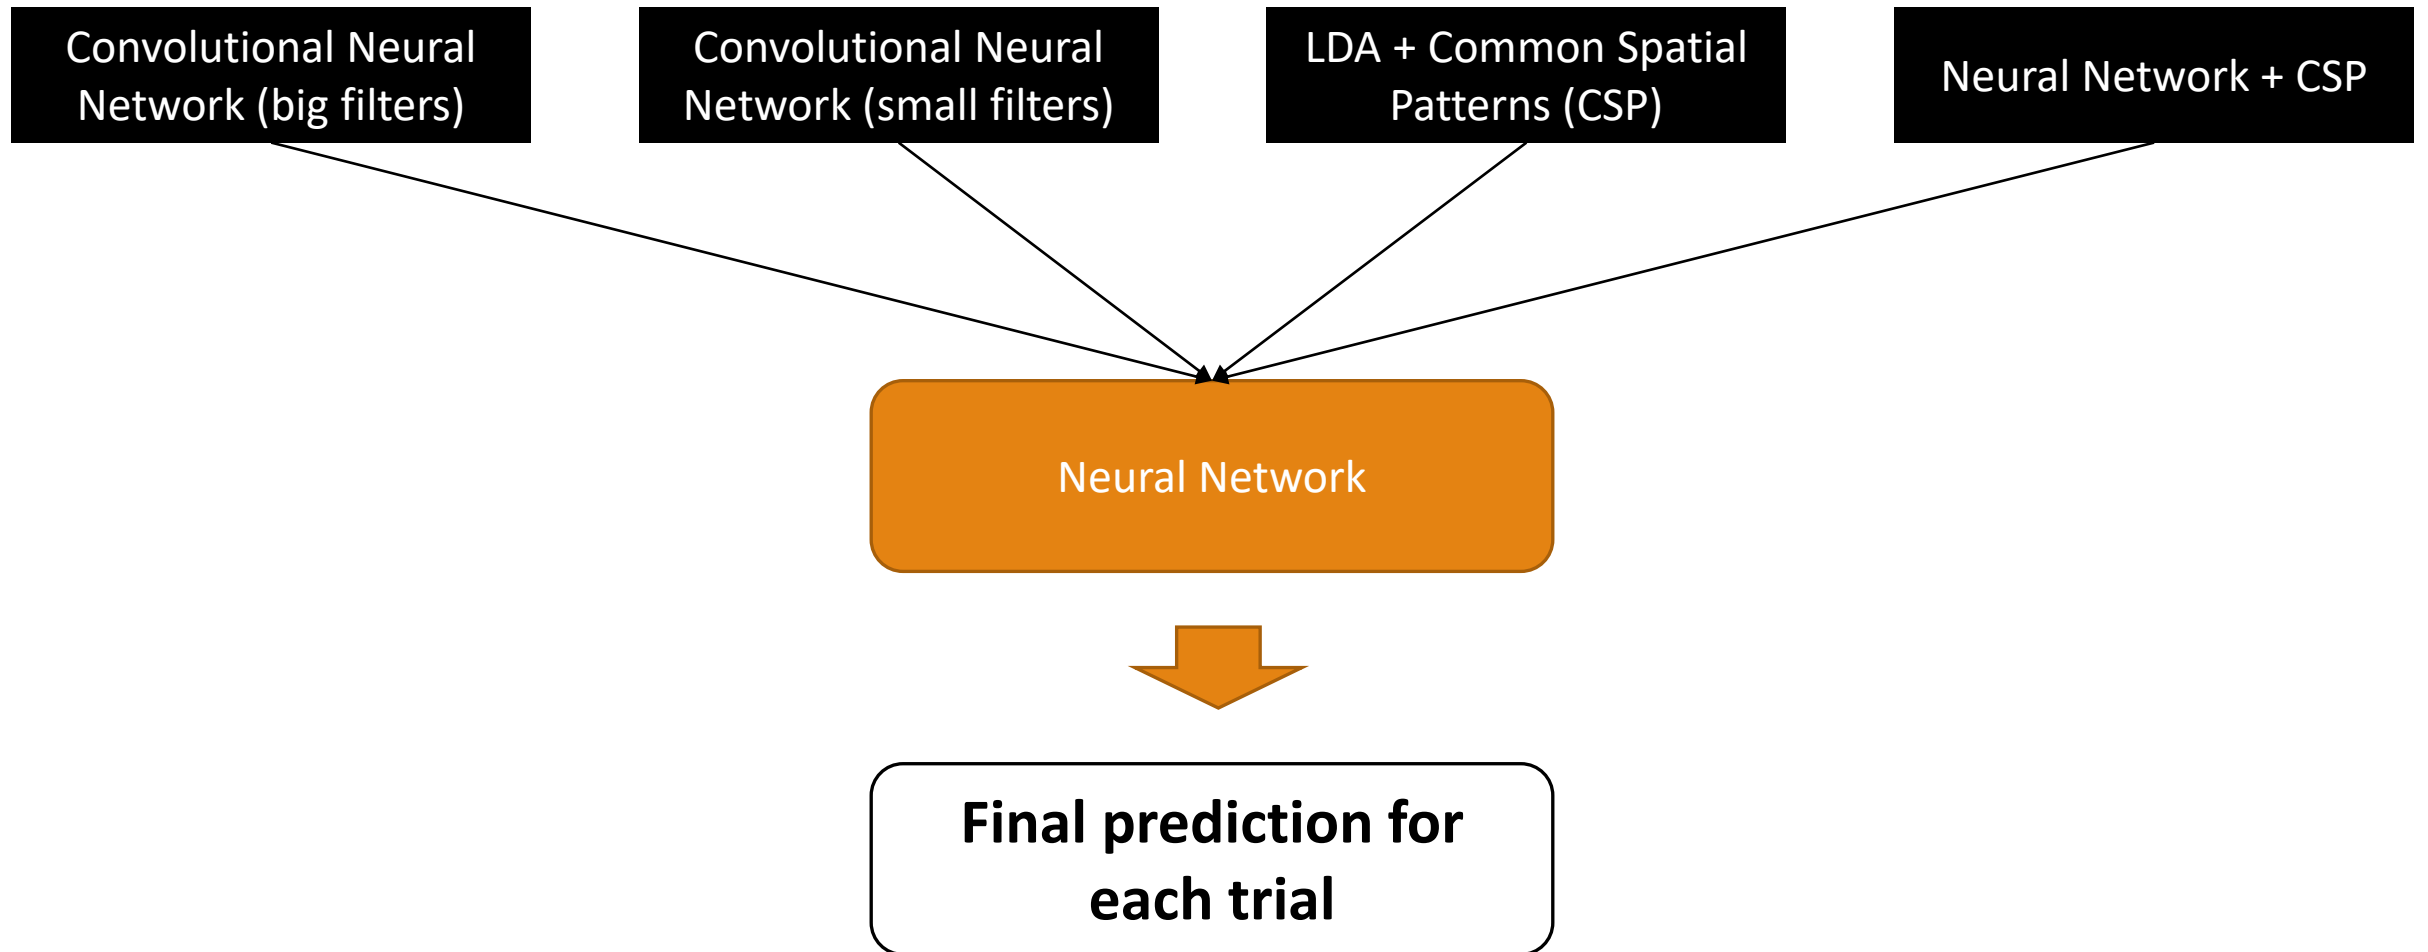 Convolutional Neural
Network (big filters)
Convolutional Neural
Network (small filters)
LDA + Common Spatial
Patterns (CSP)
Neural Network + CSP
Neural Network
Final prediction for
each trial